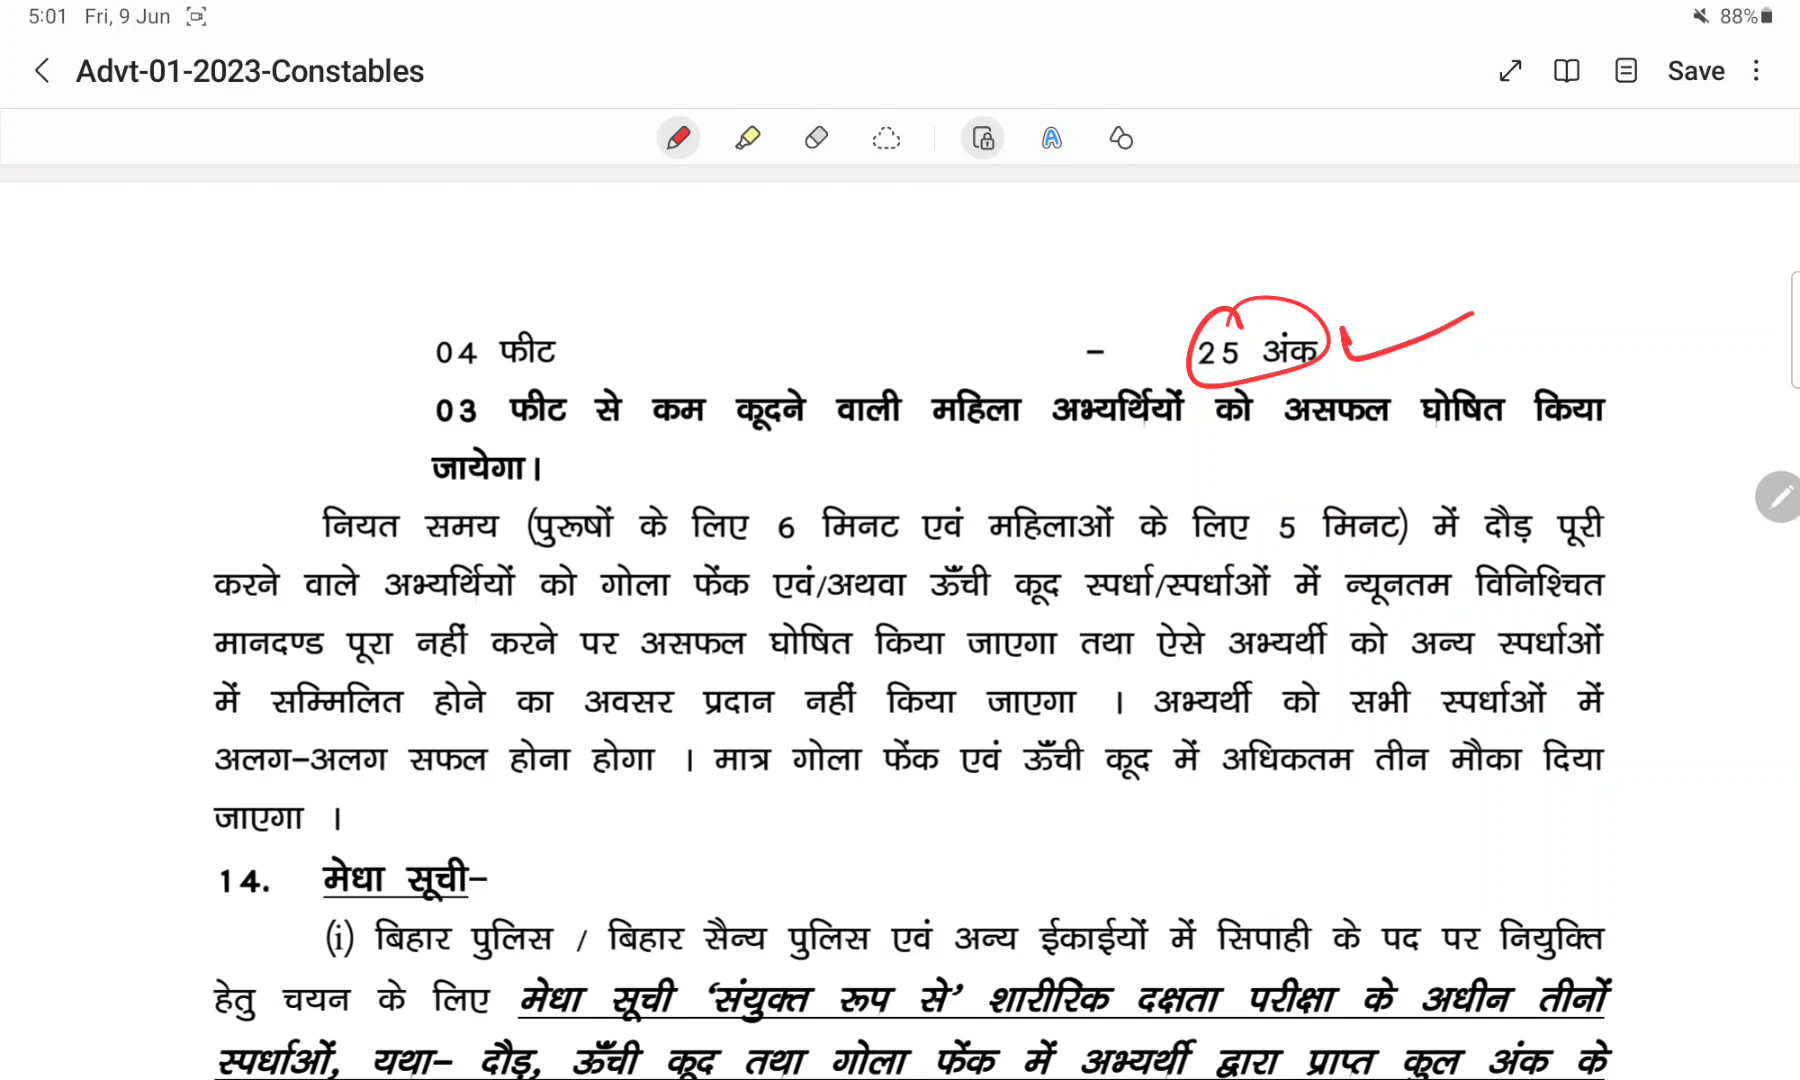 5:01 Fri, 9 Jun 88%
Advt-01-2023-Constables Save
04 फीट – 25 अंक
03 फीट से कम कूदने वाली महिला अभ्यर्थियों को असफल घोषित किया
जायेगा।
नियत समय (पुरूषों के लिए 6 मिनट एवं महिलाओं के लिए 5 मिनट) में दौड़ पूरी
करने वाले अभ्यर्थियों को गोला फेंक एवं/अथवा ऊँची कूद स्पर्धा/स्पर्धाओं में न्यूनतम विनिश्चित
मानदण्ड पूरा नहीं करने पर असफल घोषित किया जाएगा तथा ऐसे अभ्यर्थी को अन्य स्पर्धाओं
में सम्मिलित होने का अवसर प्रदान नहीं किया जाएगा । अभ्यर्थी को सभी स्पर्धाओं में
अलग–अलग सफल होना होगा । मात्र गोला फेंक एवं ऊँची कूद में अधिकतम तीन मौका दिया
जाएगा ।
14. मेधा सूची–
(i) बिहार पुलिस / बिहार सैन्य पुलिस एवं अन्य ईकाईयों में सिपाही के पद पर नियुक्ति
हेतु चयन के लिए मेधा सूची ‘संयुक्त रूप से’ शारीरिक दक्षता परीक्षा के अधीन तीनों
स्पर्धाओं, यथा– दौड़, ऊँची कूद तथा गोला फेंक में अभ्यर्थी द्वारा प्राप्त कुल अंक के